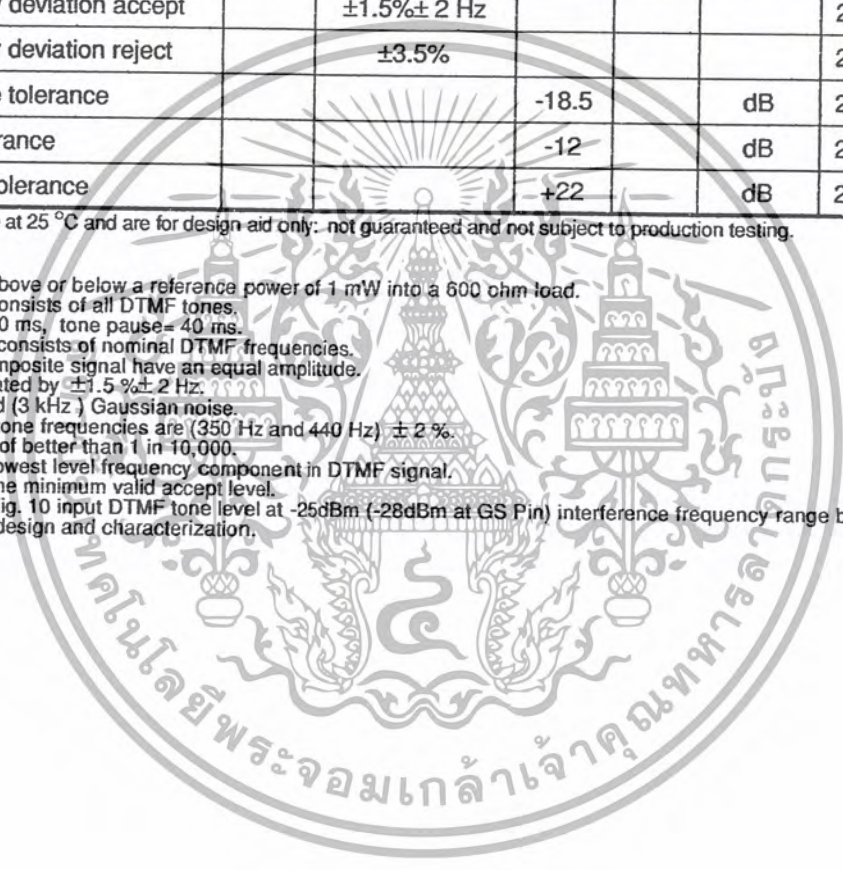 deviation accept ±1.5%± 2 Hz 2
deviation reject ±3.5% 2
tolerance -18.5 dB 2
rance -12 dB 2
olerance +22 dB 2
at 25 °C and are for design aid only: not guaranteed and not subject to production testing.
bove or below a reference power of 1 mW into a 600 ohm load.
onsists of all DTMF tones.
0 ms, tone pause= 40 ms.
consists of nominal DTMF frequencies.
mposite signal have an equal amplitude.
ated by ±1.5 %± 2 Hz.
d (3 kHz ) Gaussian noise.
one frequencies are (350 Hz and 440 Hz) ± 2 %.
of better than 1 in 10,000.
owest level frequency component in DTMF signal.
he minimum valid accept level.
ig. 10 input DTMF tone level at -25dBm (-28dBm at GS Pin) interference frequency range b
design and characterization.
ทคโนโลยีพระจอมเกล้าเจ้าคุณทหารลาดกระบัง